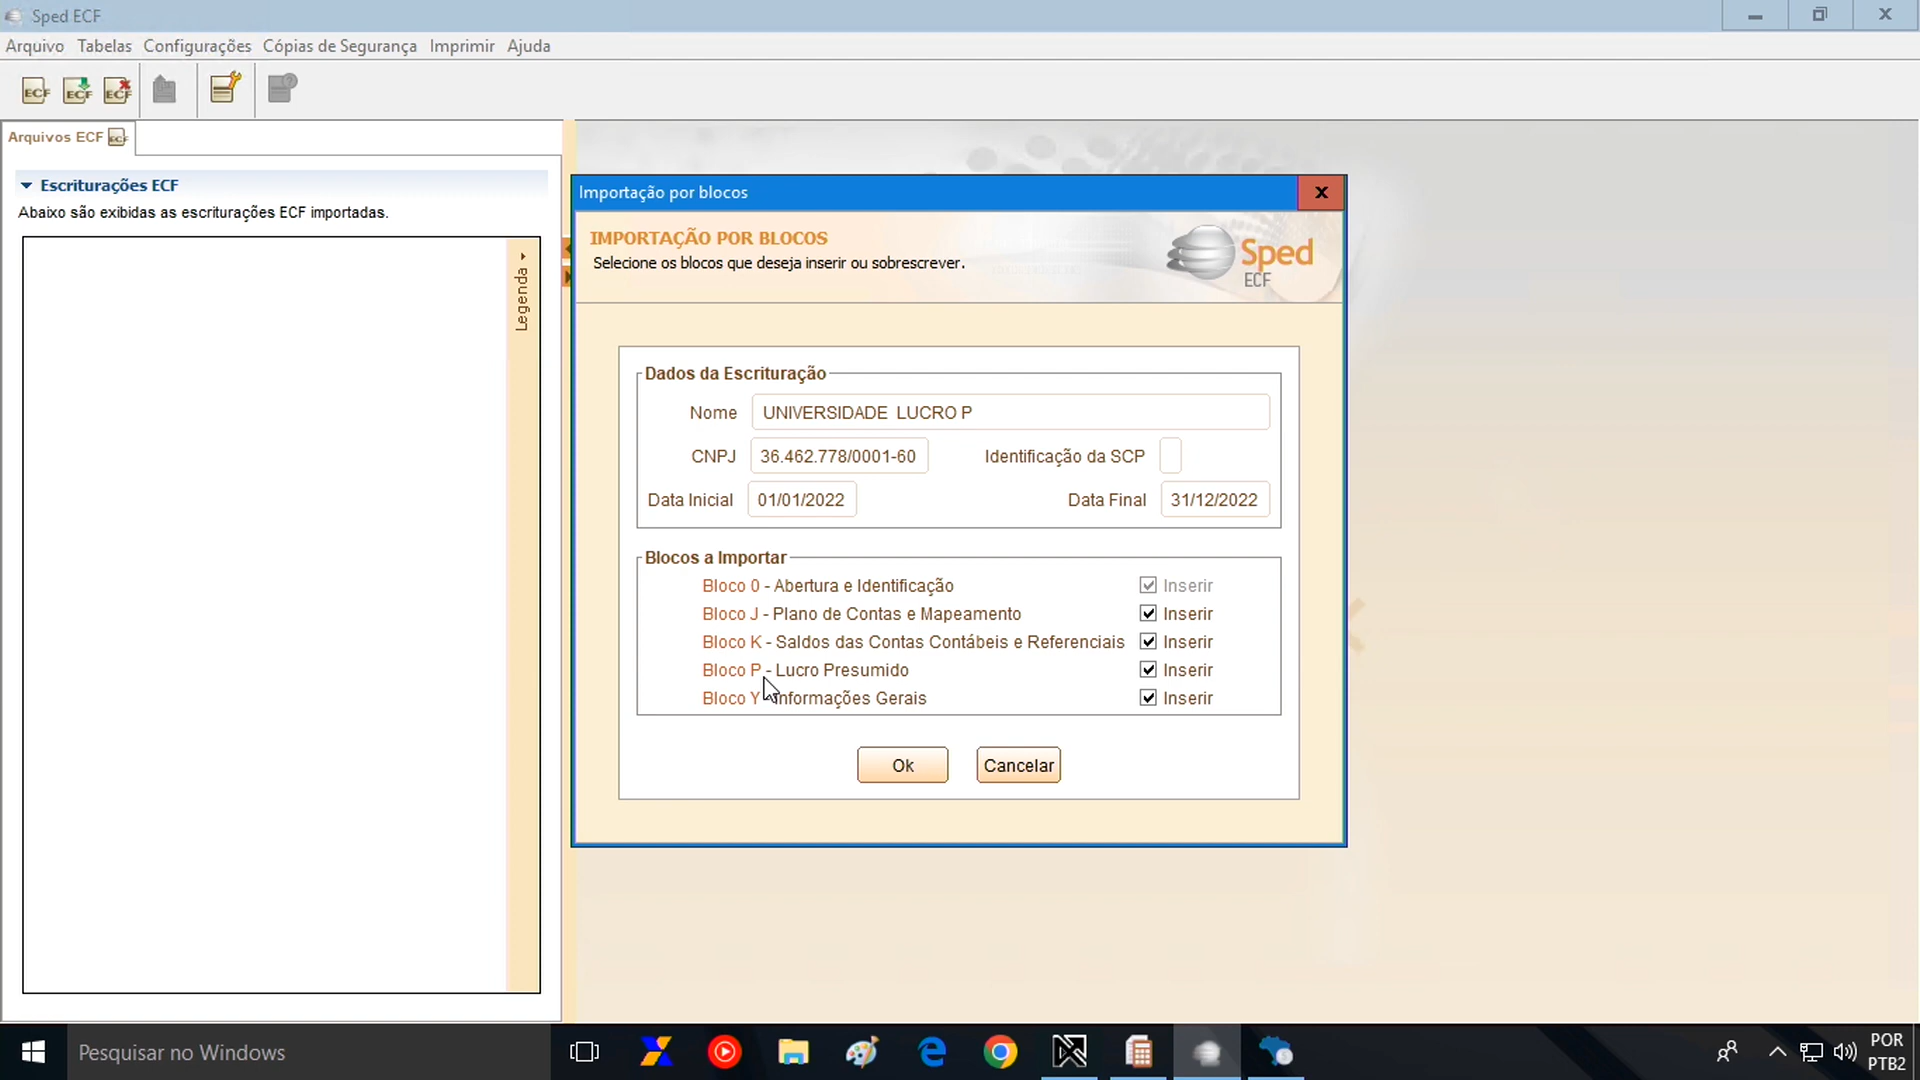 Sped ECF
Arquivo Tabelas Configurações Cópias de Segurança Imprimir Ajuda
ECF ECF ECF
Arquivos ECF
Escriturações ECF
Abaixo são exibidas as escriturações ECF importadas.
Legenda
Importação por blocos
IMPORTAÇÃO POR BLOCOS
Selecione os blocos que deseja inserir ou sobrescrever.
Sped
ECF
Dados da Escrituração
Nome UNIVERSIDADE LUCRO P
CNPJ 36.462.778/0001-60 Identificação da SCP
Data Inicial 01/01/2022 Data Final 31/12/2022
Blocos a Importar
Bloco 0 - Abertura e Identificação Inserir
Bloco J - Plano de Contas e Mapeamento Inserir
Bloco K - Saldos das Contas Contábeis e Referenciais Inserir
Bloco P - Lucro Presumido Inserir
Bloco Y - Informações Gerais Inserir
Ok Cancelar
Pesquisar no Windows
POR
PTB2